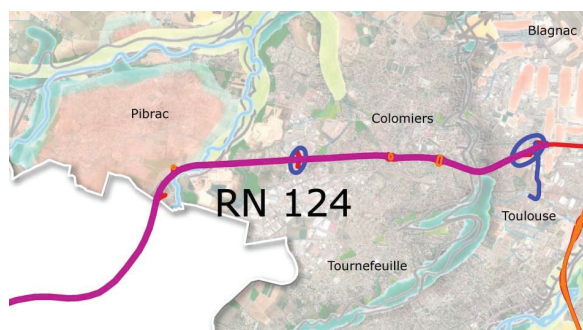 Blagnac
Pibrac
Colomiers
RN 124
Toulouse
Tournefeuille